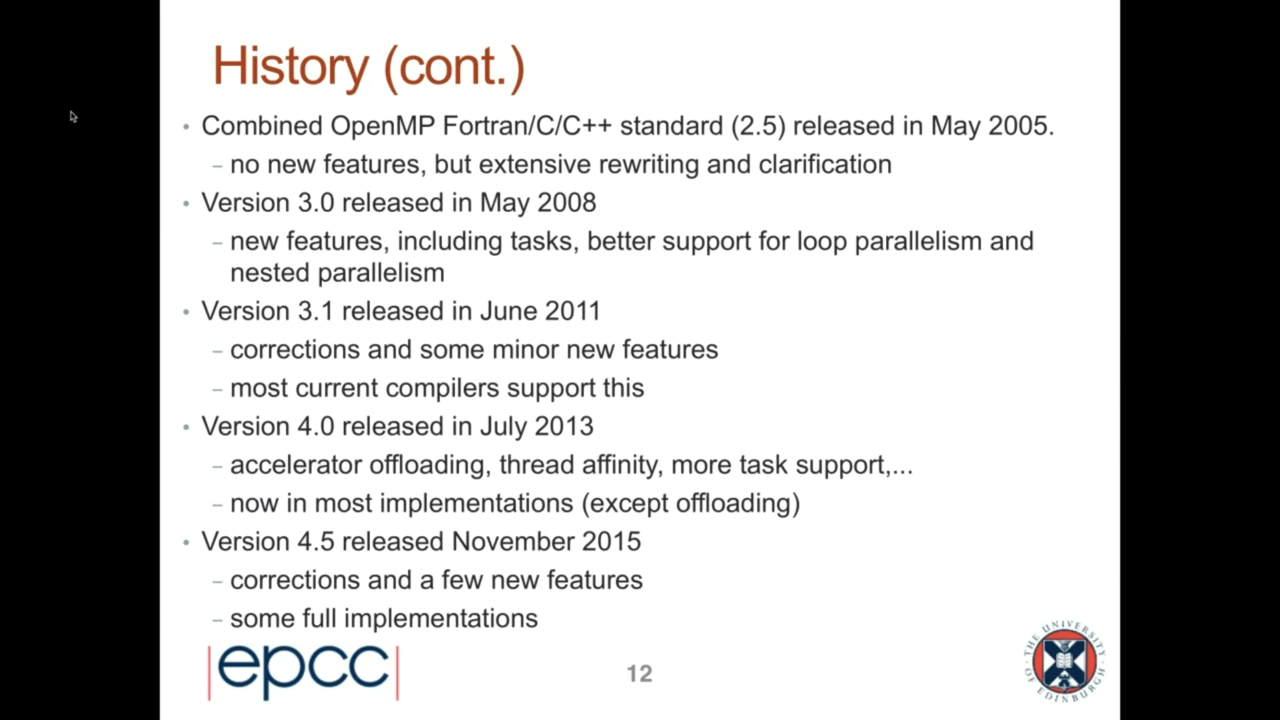 History (cont.)
• Combined OpenMP Fortran/C/C++ standard (2.5) released in May 2005.
– no new features, but extensive rewriting and clarification
• Version 3.0 released in May 2008
– new features, including tasks, better support for loop parallelism and
nested parallelism
• Version 3.1 released in June 2011
– corrections and some minor new features
– most current compilers support this
• Version 4.0 released in July 2013
– accelerator offloading, thread affinity, more task support,...
– now in most implementations (except offloading)
• Version 4.5 released November 2015
– corrections and a few new features
– some full implementations
|epcc|
12
THE UNIVERSITY OF EDINBURGH